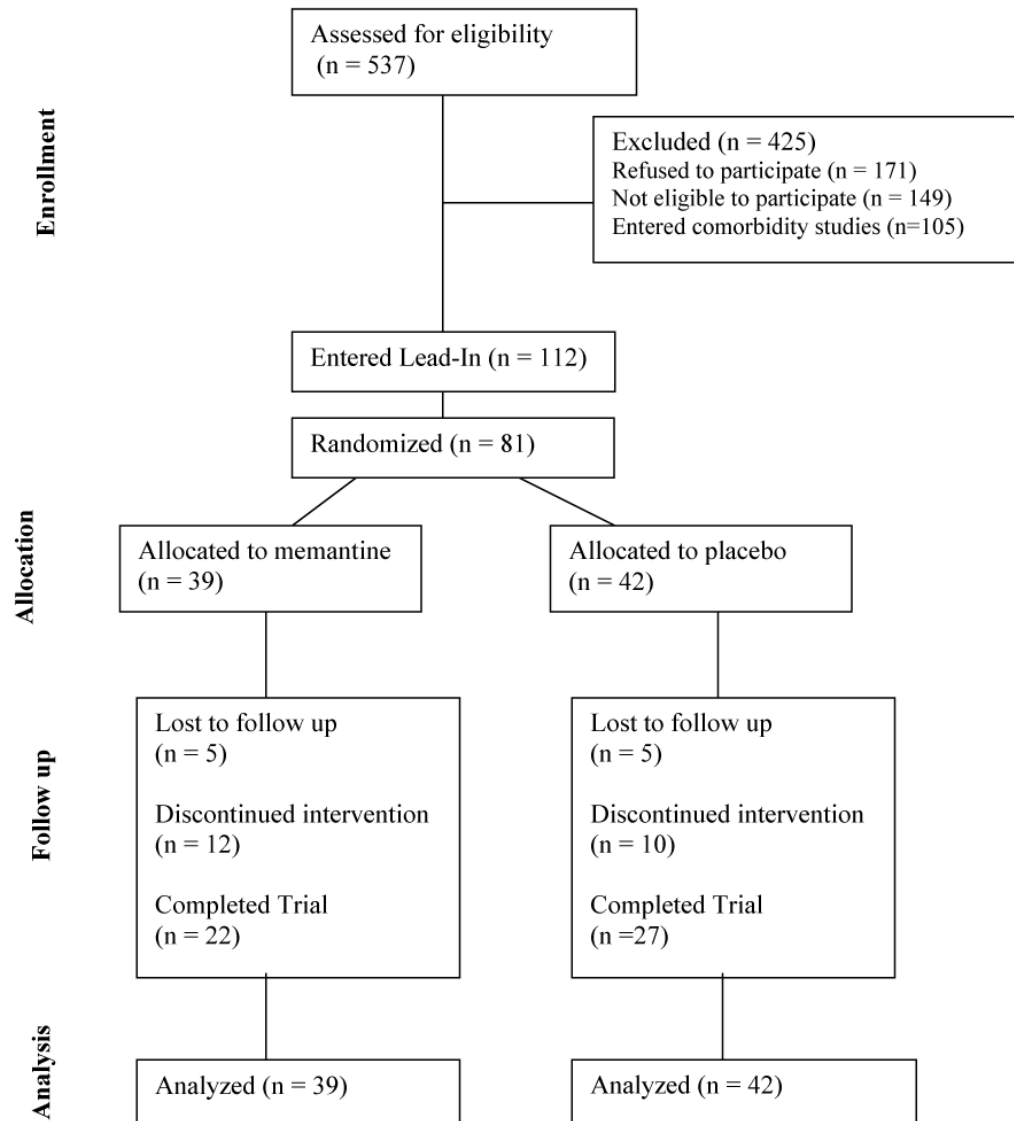 Enrollment
Assessed for eligibility
(n = 537)
Excluded (n = 425)
Refused to participate (n = 171)
Not eligible to participate (n = 149)
Entered comorbidity studies (n=105)
Entered Lead-In (n = 112)
Randomized (n = 81)
Allocation
Allocated to memantine
(n = 39)
Allocated to placebo
(n = 42)
Follow up
Lost to follow up
(n = 5)
Discontinued intervention
(n = 12)
Completed Trial
(n = 22)
Lost to follow up
(n = 5)
Discontinued intervention
(n = 10)
Completed Trial
(n =27)
Analysis
Analyzed (n = 39)
Analyzed (n = 42)